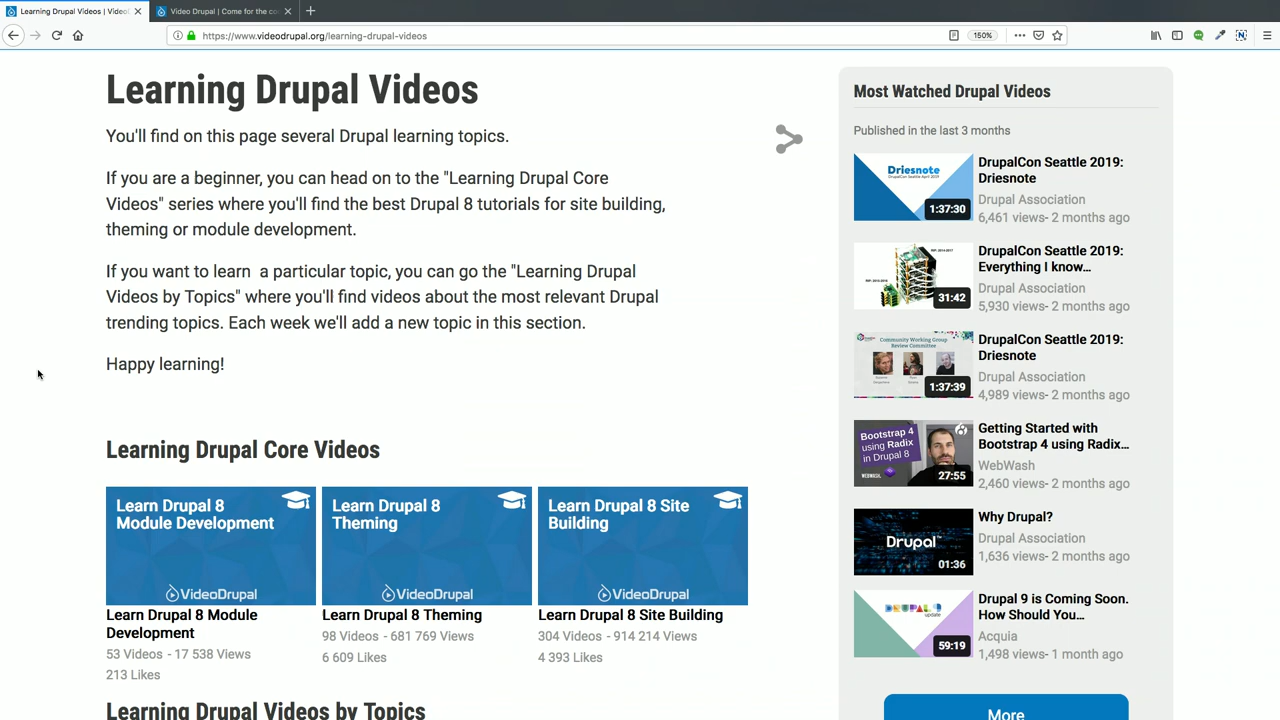 Learning Drupal Videos | Video
Video Drupal | Come for the co
https://www.videodrupal.org/learning-drupal-videos
150%
Learning Drupal Videos
You'll find on this page several Drupal learning topics.
If you are a beginner, you can head on to the "Learning Drupal Core
Videos" series where you'll find the best Drupal 8 tutorials for site building,
theming or module development.
If you want to learn a particular topic, you can go the "Learning Drupal
Videos by Topics" where you'll find videos about the most relevant Drupal
trending topics. Each week we'll add a new topic in this section.
Happy learning!
Learning Drupal Core Videos
Learn Drupal 8
Module Development
VideoDrupal
Learn Drupal 8 Module
Development
53 Videos - 17 538 Views
213 Likes
Learn Drupal 8
Theming
VideoDrupal
Learn Drupal 8 Theming
98 Videos - 681 769 Views
6 609 Likes
Learn Drupal 8 Site
Building
VideoDrupal
Learn Drupal 8 Site Building
304 Videos - 914 214 Views
4 393 Likes
Learning Drupal Videos by Topics
Most Watched Drupal Videos
Published in the last 3 months
Driesnote
1:37:30
DrupalCon Seattle 2019:
Driesnote
Drupal Association
6,461 views- 2 months ago
31:42
DrupalCon Seattle 2019:
Everything I know...
Drupal Association
5,930 views- 2 months ago
Community Working Group
Review Committee
1:37:39
DrupalCon Seattle 2019:
Driesnote
Drupal Association
4,989 views- 2 months ago
Bootstrap 4
using Radix
in Drupal 8
WEBWASH
27:55
Getting Started with
Bootstrap 4 using Radix...
WebWash
2,460 views- 2 months ago
Drupal™
01:36
Why Drupal?
Drupal Association
1,636 views- 2 months ago
DRUPAL 9
update
59:19
Drupal 9 is Coming Soon.
How Should You...
Acquia
1,498 views- 1 month ago
More